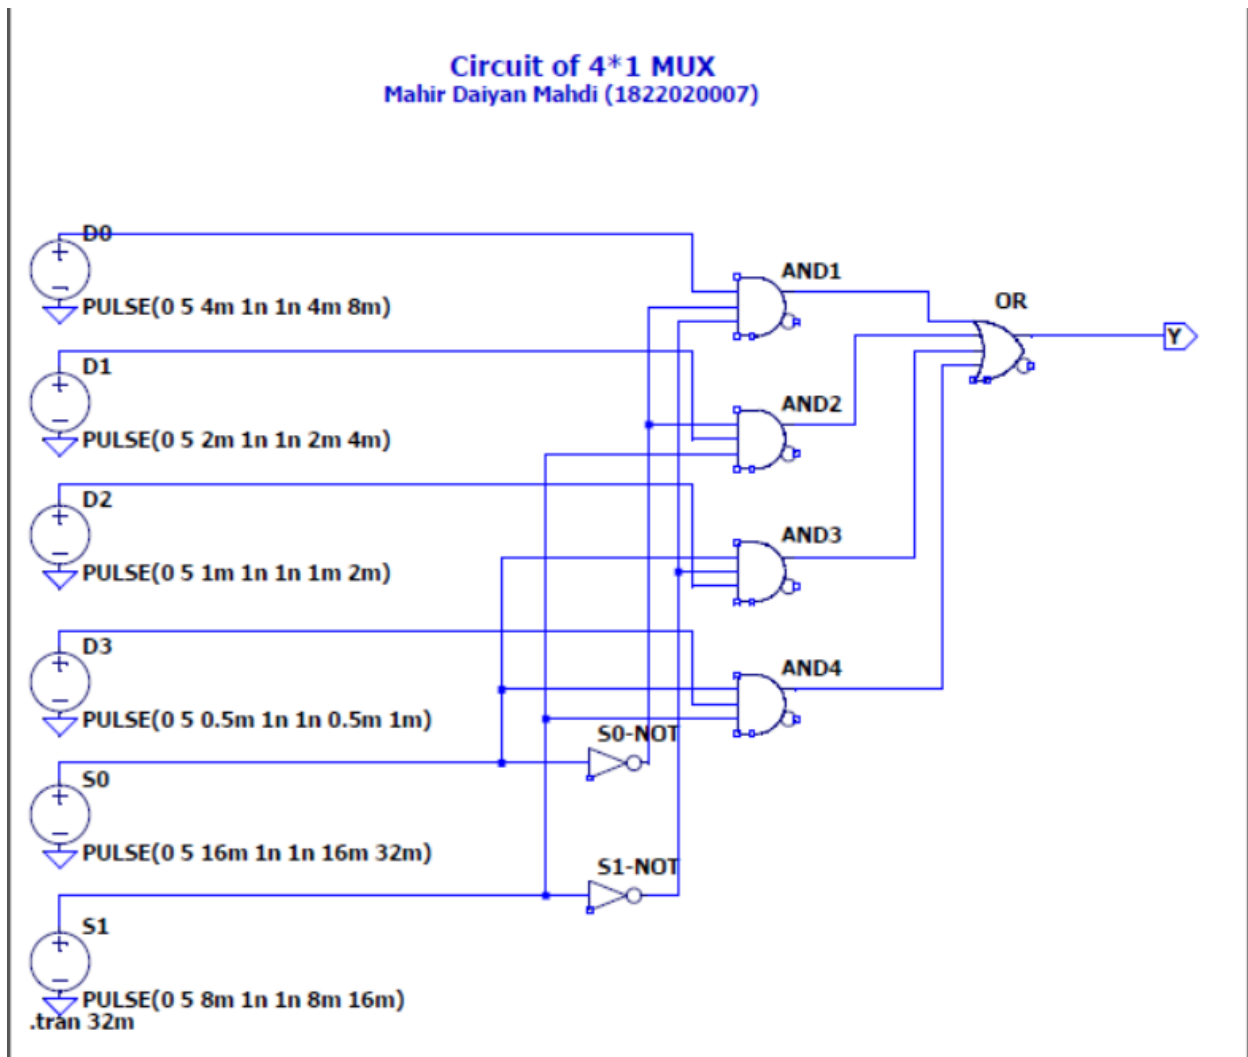 Circuit of 4*1 MUX
Mahir Daiyan Mahdi (1822020007)
D0
PULSE(0 5 4m 1n 1n 4m 8m)
D1
PULSE(0 5 2m 1n 1n 2m 4m)
D2
PULSE(0 5 1m 1n 1n 1m 2m)
D3
PULSE(0 5 0.5m 1n 1n 0.5m 1m)
S0
PULSE(0 5 16m 1n 1n 16m 32m)
S1
PULSE(0 5 8m 1n 1n 8m 16m)
.tran 32m
S0-NOT
S1-NOT
AND1
AND2
AND3
AND4
OR
Y